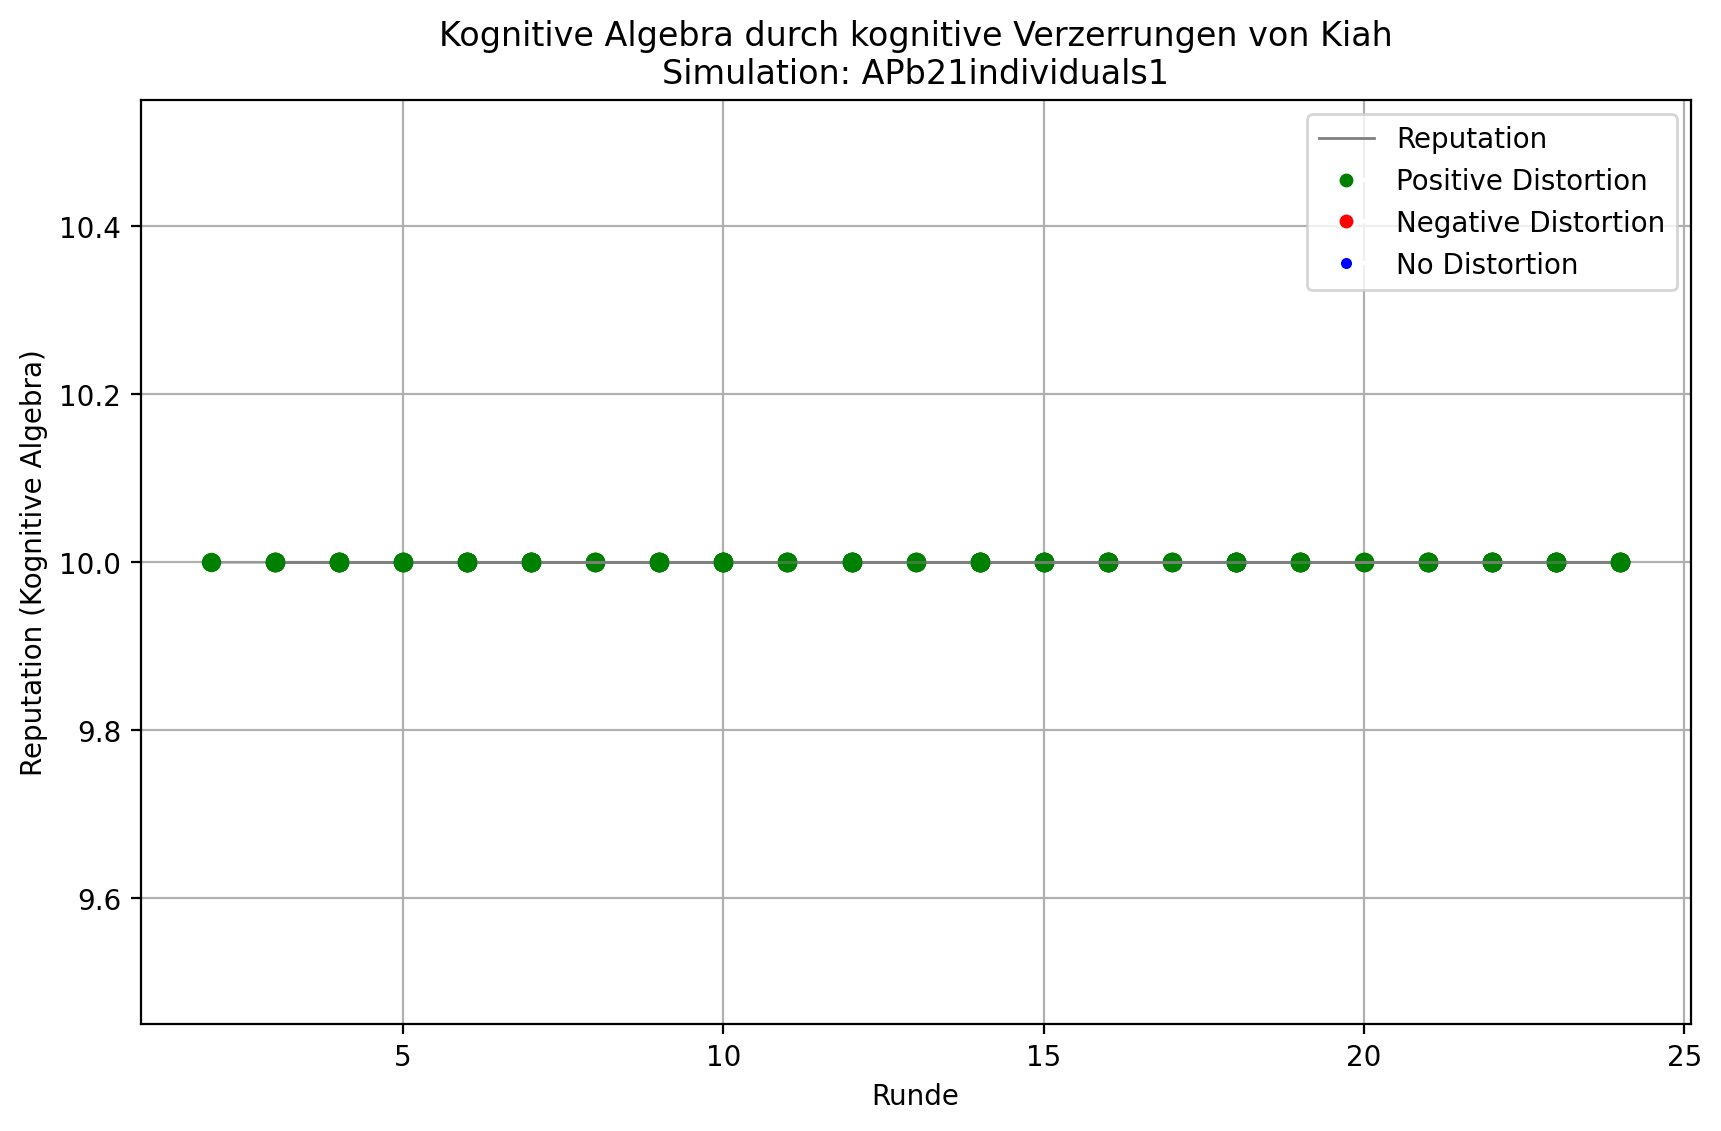 Kognitive Algebra durch kognitive Verzerrungen von Kiah
Simulation: APb21individuals1
Reputation
Positive Distortion
Negative Distortion
No Distortion
Reputation (Kognitive Algebra)
10.4
10.2
10.0
9.8
9.6
5
10
15
20
25
Runde